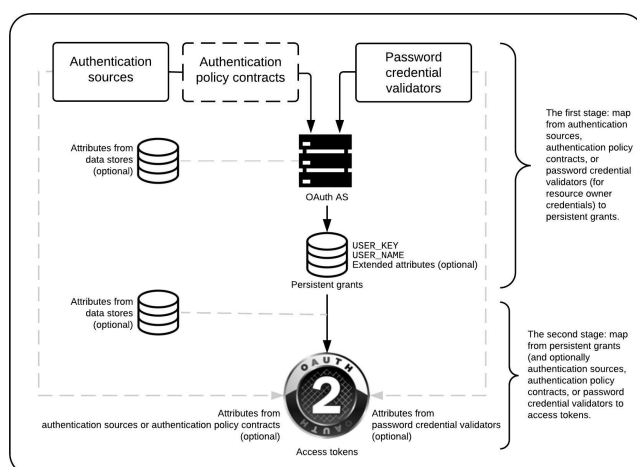 Authentication
sources
Authentication
policy contracts
Password
credential
validators
The first stage: map
from authentication
sources,
authentication policy
contracts, or
password credential
validators (for
resource owner
credentials) to
persistent grants.
Attributes from
data stores
(optional)
OAuth AS
USER_KEY
USER_NAME
Extended attributes (optional)
Persistent grants
Attributes from
data stores
(optional)
The second stage: map
from persistent grants
(and optionally
authentication sources,
authentication policy
contracts, or password
credential validators to
access tokens.
OAUTH
2
OAUTH
Attributes from
authentication sources or authentication policy contracts
(optional)
Attributes from
password credential validators
(optional)
Access tokens